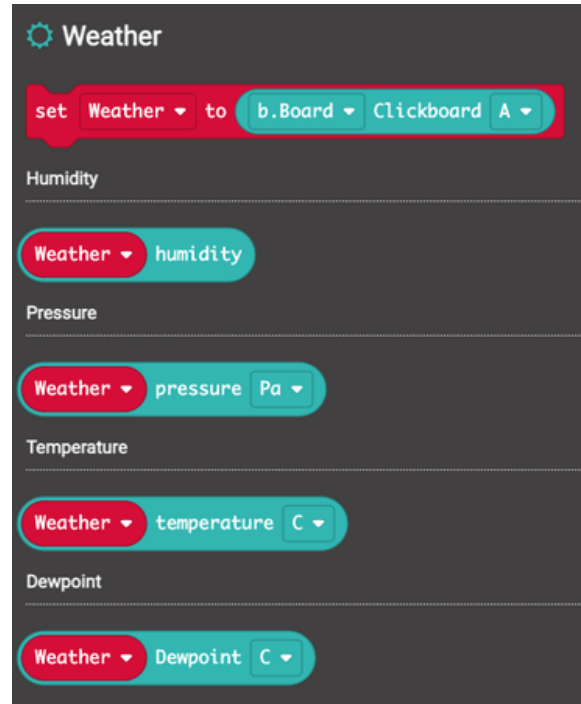 Weather
set Weather to b.Board Clickboard A
Humidity
Weather humidity
Pressure
Weather pressure Pa
Temperature
Weather temperature C
Dewpoint
Weather Dewpoint C